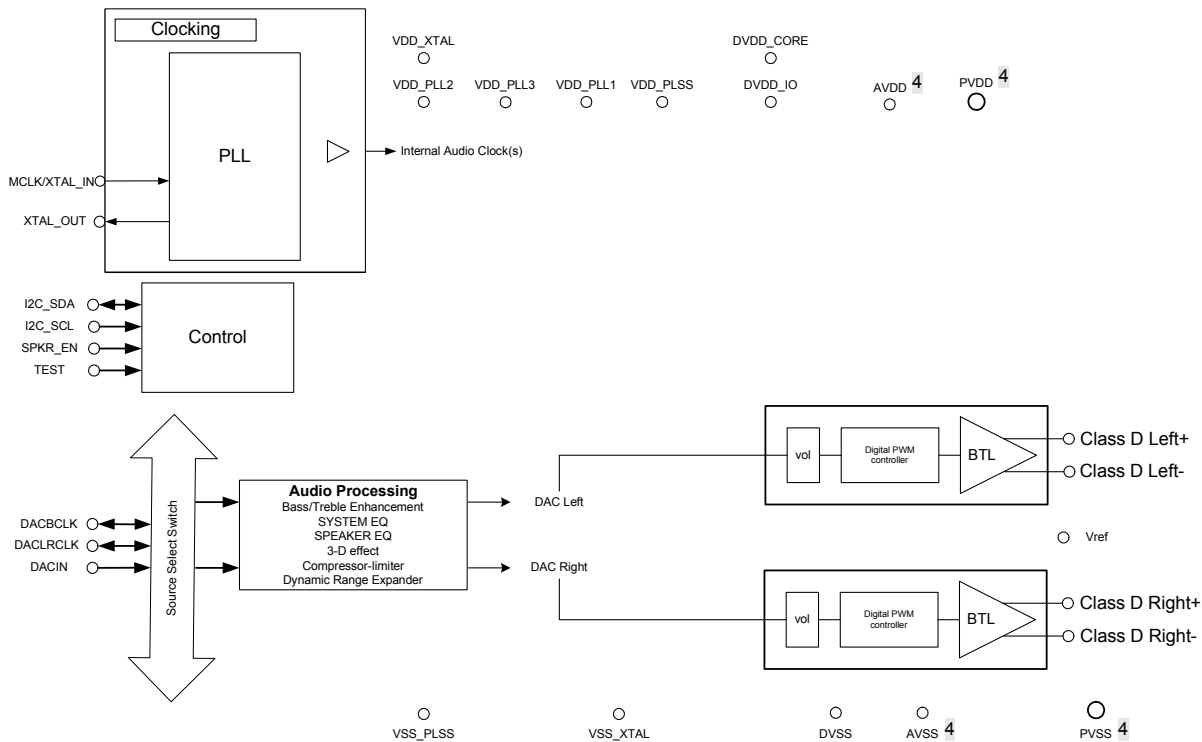 Clocking
PLL
MCLK/XTAL_IN
XTAL_OUT
Internal Audio Clock(s)
VDD_XTAL
DVDD_CORE
VDD_PLL2
VDD_PLL3
VDD_PLL1
VDD_PLSS
DVDD_IO
AVDD 4
PVDD 4
I2C_SDA
I2C_SCL
SPKR_EN
TEST
Control
DACBCLK
DACLRCLK
DACIN
Source Select Switch
Audio Processing
Bass/Treble Enhancement
SYSTEM EQ
SPEAKER EQ
3-D effect
Compressor-limiter
Dynamic Range Expander
DAC Left
DAC Right
vol
Digital PWM
controller
BTL
Class D Left+
Class D Left-
Vref
vol
Digital PWM
controller
BTL
Class D Right+
Class D Right-
VSS_PLSS
VSS_XTAL
DVSS
AVSS 4
PVSS 4